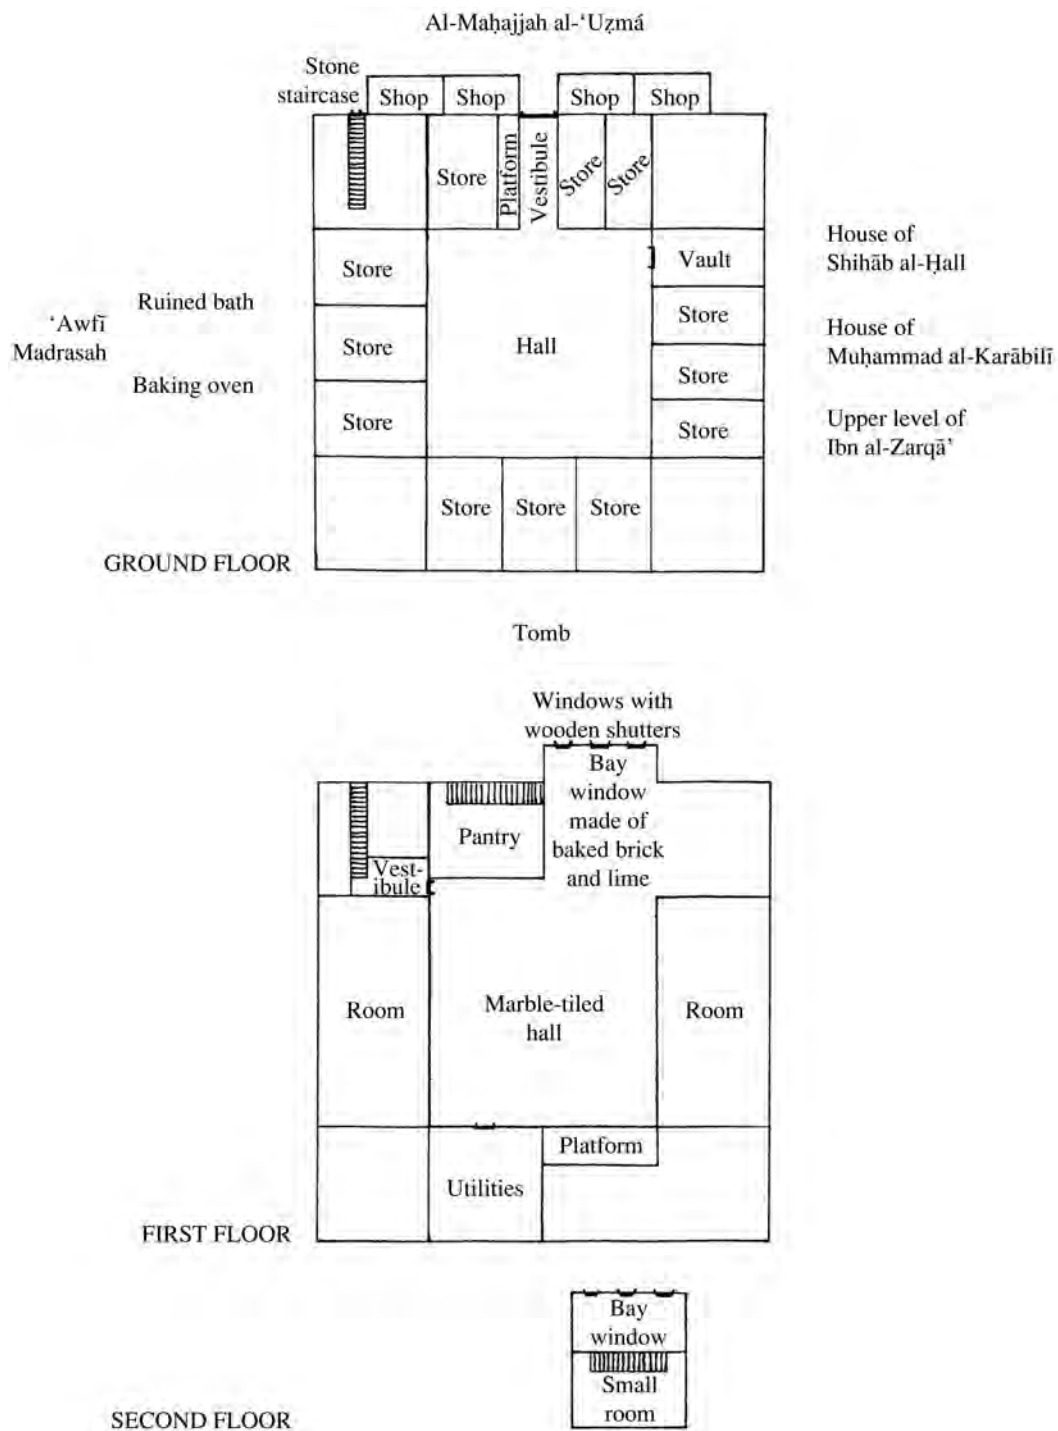 Al-Maḥajjah al-‘Uẓmá
Stone
staircase
Shop
Shop
Shop
Shop
Store
Platform
Vestibule
Store
Store
Store
Vault
House of
Shihāb al-Ḥall
Ruined bath
Store
‘Awfī
Madrasah
Store
Hall
House of
Muḥammad al-Karābilī
Store
Baking oven
Store
Store
Upper level of
Ibn al-Zarqā’
Store
Store
Store
GROUND FLOOR
Tomb
Windows with
wooden shutters
Bay
window
made of
baked brick
and lime
Pantry
Vest-
ibule
Room
Marble-tiled
hall
Room
Platform
Utilities
FIRST FLOOR
Bay
window
Small
room
SECOND FLOOR